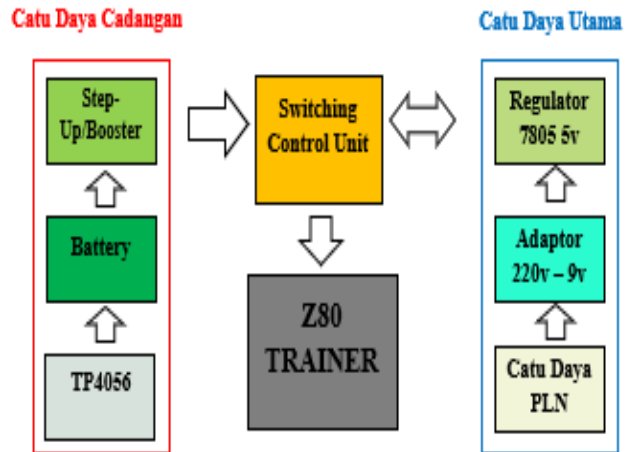 Catu Daya Cadangan
Catu Daya Utama
Step-
Up/Booster
Switching
Control Unit
Regulator
7805 5v
Battery
Adaptor
220v – 9v
Z80
TRAINER
TP4056
Catu Daya
PLN